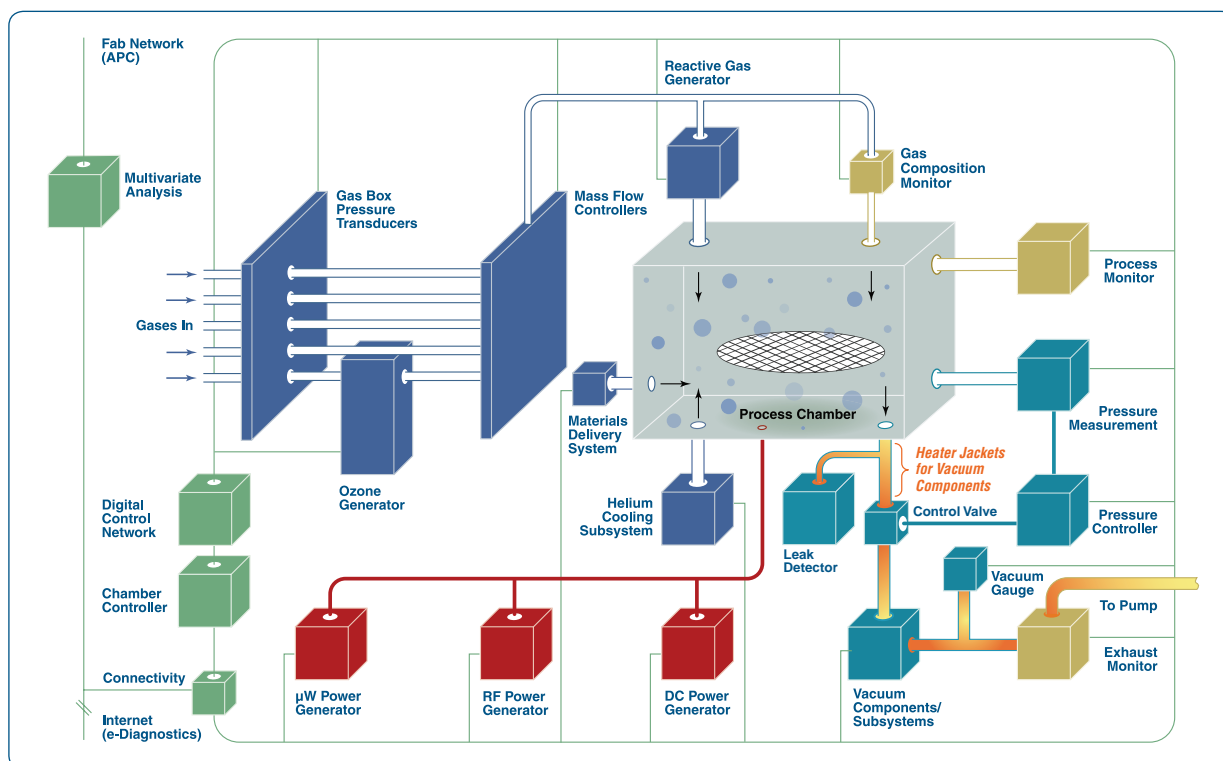 Fab Network
(APC)
Reactive Gas
Generator
Multivariate
Analysis
Gas Box
Pressure
Transducers
Mass Flow
Controllers
Gas
Composition
Monitor
Process
Monitor
Gases In
Materials
Delivery
System
Process Chamber
Pressure
Measurement
Heater Jackets
for Vacuum
Components
Ozone
Generator
Digital
Control
Network
Helium
Cooling
Subsystem
Leak
Detector
Control Valve
Pressure
Controller
Chamber
Controller
Vacuum
Gauge
To Pump
Connectivity
µW Power
Generator
RF Power
Generator
DC Power
Generator
Vacuum
Components/
Subsystems
Exhaust
Monitor
Internet
(e-Diagnostics)